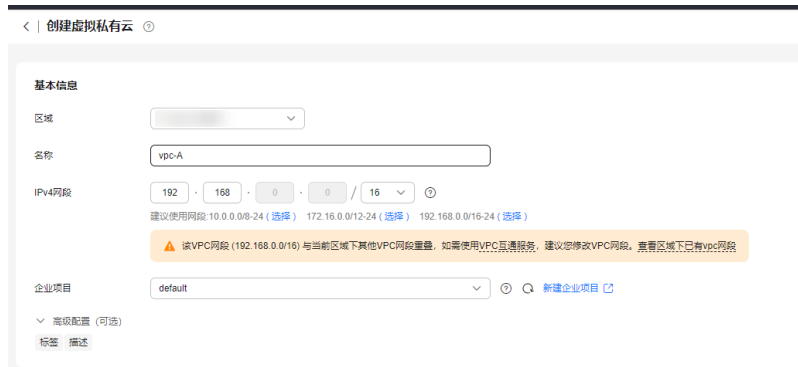 创建虚拟私有云
基本信息
区域
名称 vpc-A
IPv4网段 192 · 168 · 0 · 0 / 16
建议使用网段:10.0.0.0/8-24 (选择) 172.16.0.0/12-24 (选择) 192.168.0.0/16-24 (选择)
该VPC网段 (192.168.0.0/16) 与当前区域下其他VPC网段重叠，如需使用VPC互通服务，建议您修改VPC网段。查看区域下已有vpc网段
企业项目 default 新建企业项目
高级配置（可选）
标签 描述